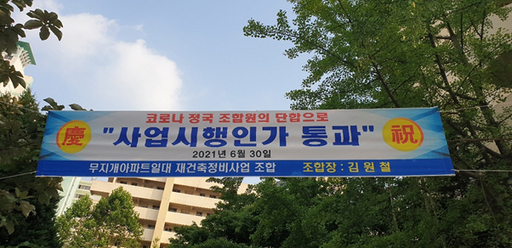 코로나 정국 조합원의 단합으로
慶 "사업시행인가 통과" 祝
2021년 6월 30일
무지개아파트일대 재건축정비사업 조합 조합장 : 김원철